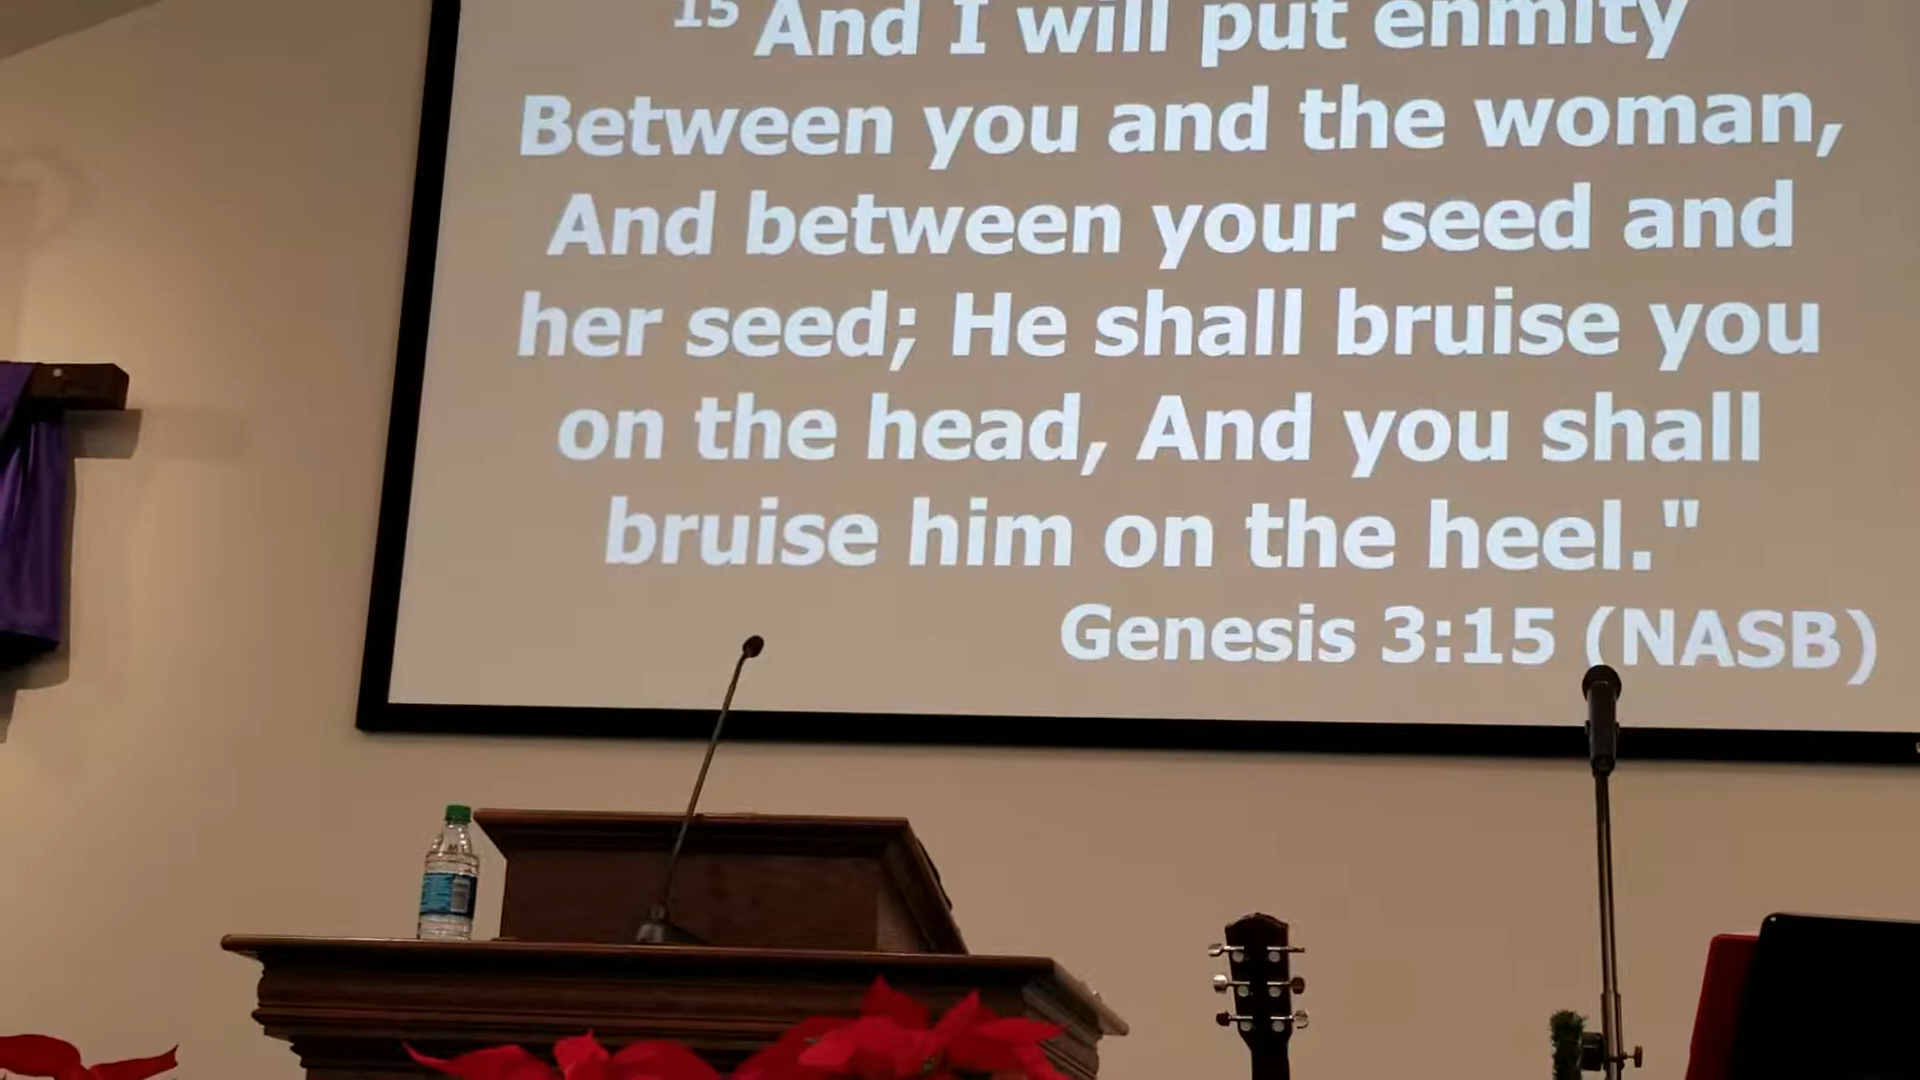 15 And I will put enmity
Between you and the woman,
And between your seed and
her seed; He shall bruise you
on the head, And you shall
bruise him on the heel."
Genesis 3:15 (NASB)